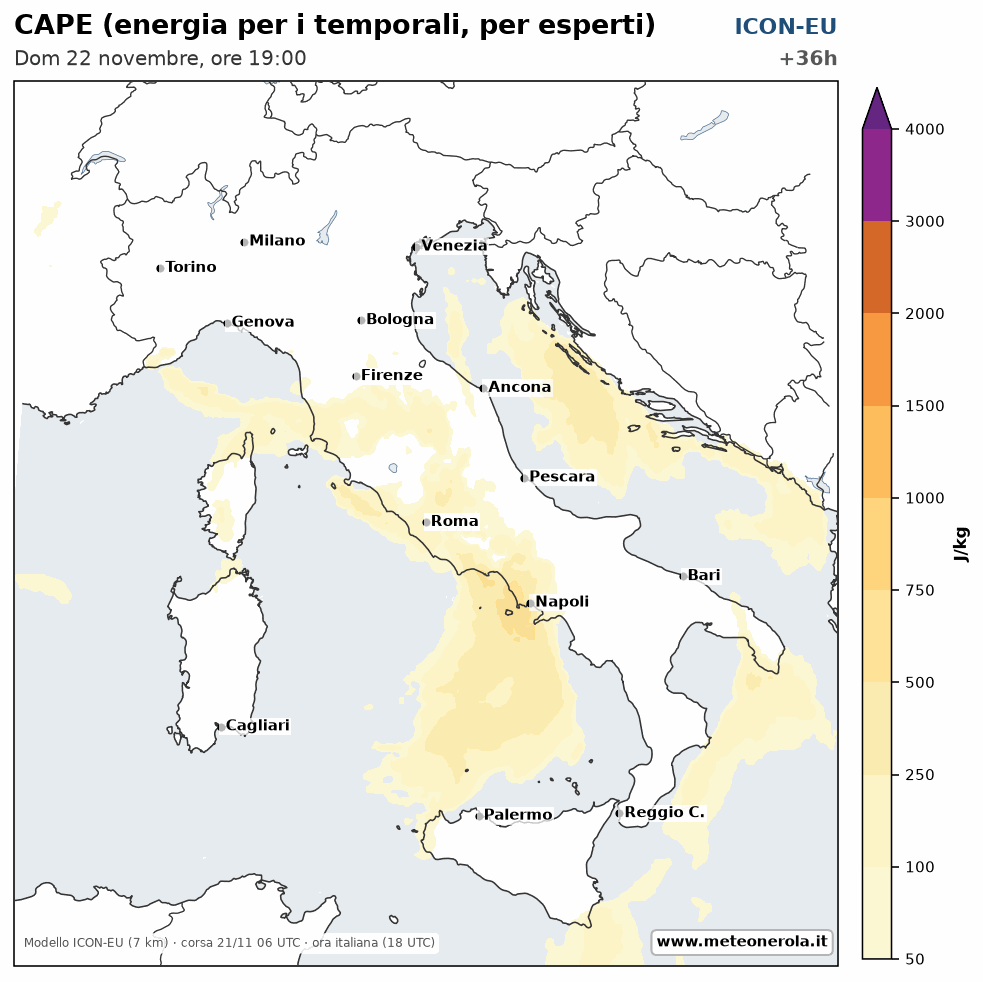 CAPE (energia per i temporali, per esperti)
ICON-EU
Dom 22 novembre, ore 19:00
+36h
4000
3000
2000
1500
1000
750
500
250
100
50
J/kg
Milano
Venezia
Torino
Genova
Bologna
Firenze
Ancona
Pescara
Roma
Bari
Napoli
Cagliari
Palermo
Reggio C.
Modello ICON-EU (7 km) · corsa 21/11 06 UTC · ora italiana (18 UTC)
www.meteonerola.it